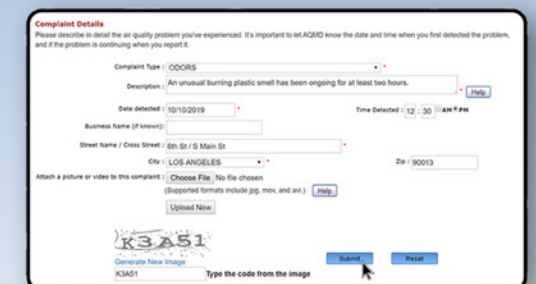 Complaint Details
Please describe in detail the air quality problem you've experienced. It's important to let AQMD know the date and time when you first detected the problem,
and if the problem is continuing when you report it.
Complaint Type : ODORS *
Description : An unusual burning plastic smell has been ongoing for at least two hours. * Help
Date detected : 10/10/2019 * Time Detected : 12 : 30 AM PM
Business Name (if known):
Street Name / Cross Street : 6th St / S Main St *
City : LOS ANGELES * Zip : 90013
Attach a picture or video to this complaint : Choose File No file chosen
(Supported formats include jpg, mov, and avi.) Help
Upload Now
K3A51
Generate New Image
Submit Reset
K3A51 Type the code from the image